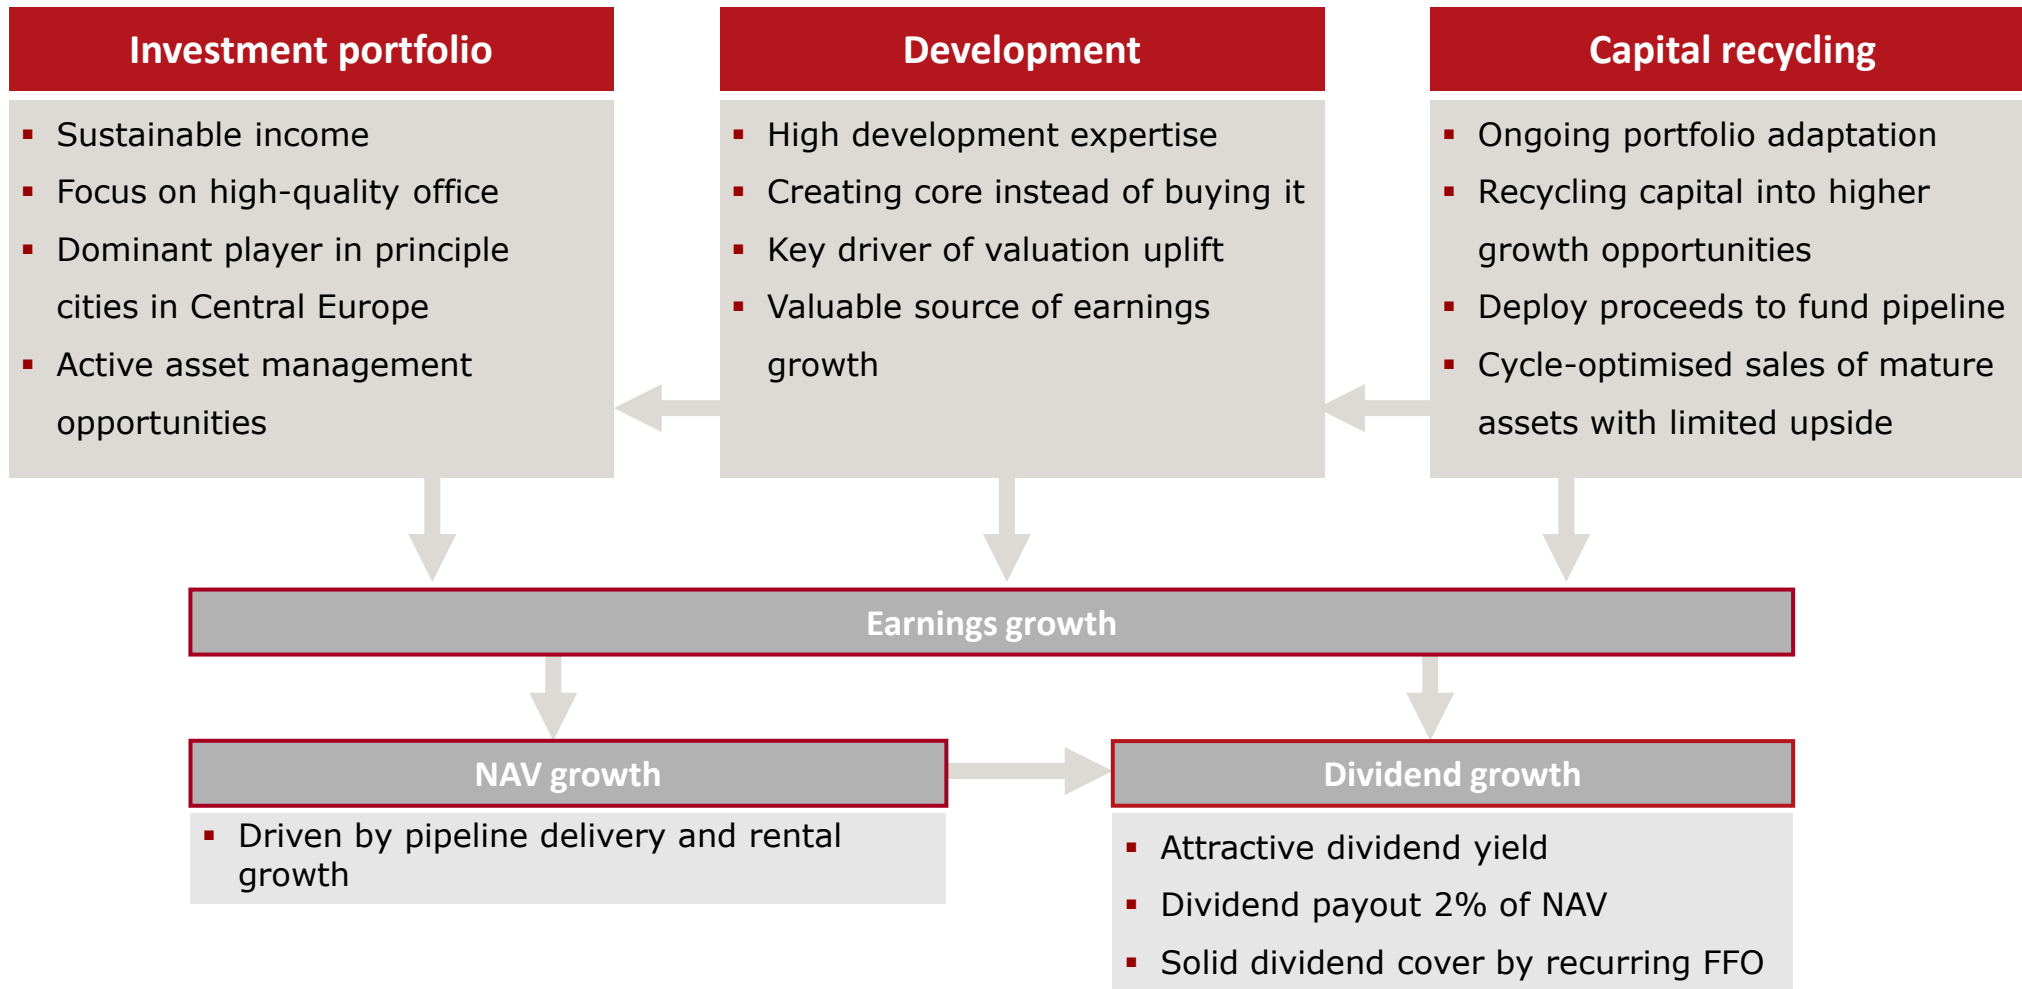 Investment portfolio
▪ Sustainable income
▪ Focus on high-quality office
▪ Dominant player in principle
cities in Central Europe
▪ Active asset management
opportunities
Development
▪ High development expertise
▪ Creating core instead of buying it
▪ Key driver of valuation uplift
▪ Valuable source of earnings
growth
Capital recycling
▪ Ongoing portfolio adaptation
▪ Recycling capital into higher
growth opportunities
▪ Deploy proceeds to fund pipeline
▪ Cycle-optimised sales of mature
assets with limited upside
Earnings growth
NAV growth
▪ Driven by pipeline delivery and rental
growth
Dividend growth
▪ Attractive dividend yield
▪ Dividend payout 2% of NAV
▪ Solid dividend cover by recurring FFO